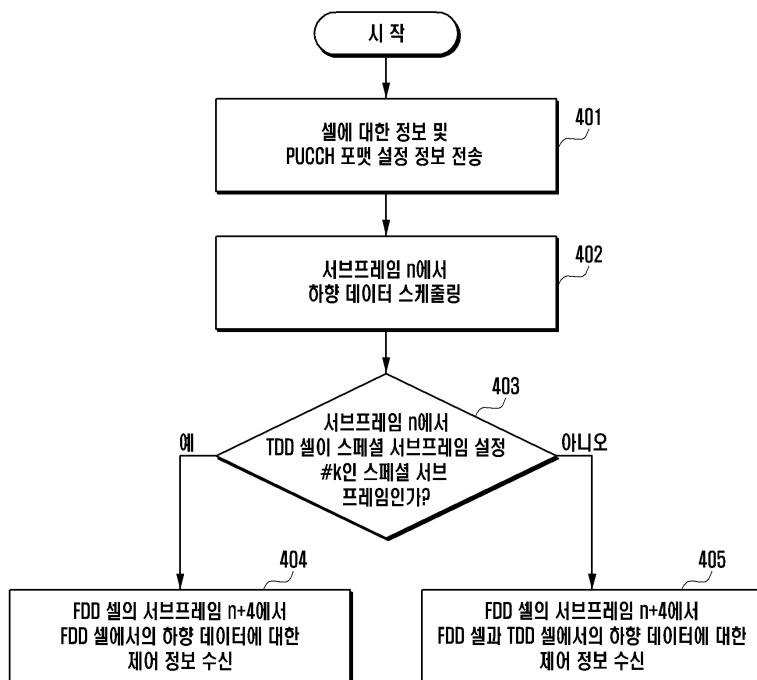 시 작
셀에 대한 정보 및
PUCCH 포맷 설정 정보 전송
401
서브프레임 n에서
하향 데이터 스케줄링
402
403
서브프레임 n에서
TDD 셀이 스페셜 서브프레임 설정
#k인 스페셜 서브
프레임인가?
예
아니오
404
FDD 셀의 서브프레임 n+4에서
FDD 셀에서의 하향 데이터에 대한
제어 정보 수신
405
FDD 셀의 서브프레임 n+4에서
FDD 셀과 TDD 셀에서의 하향 데이터에 대한
제어 정보 수신